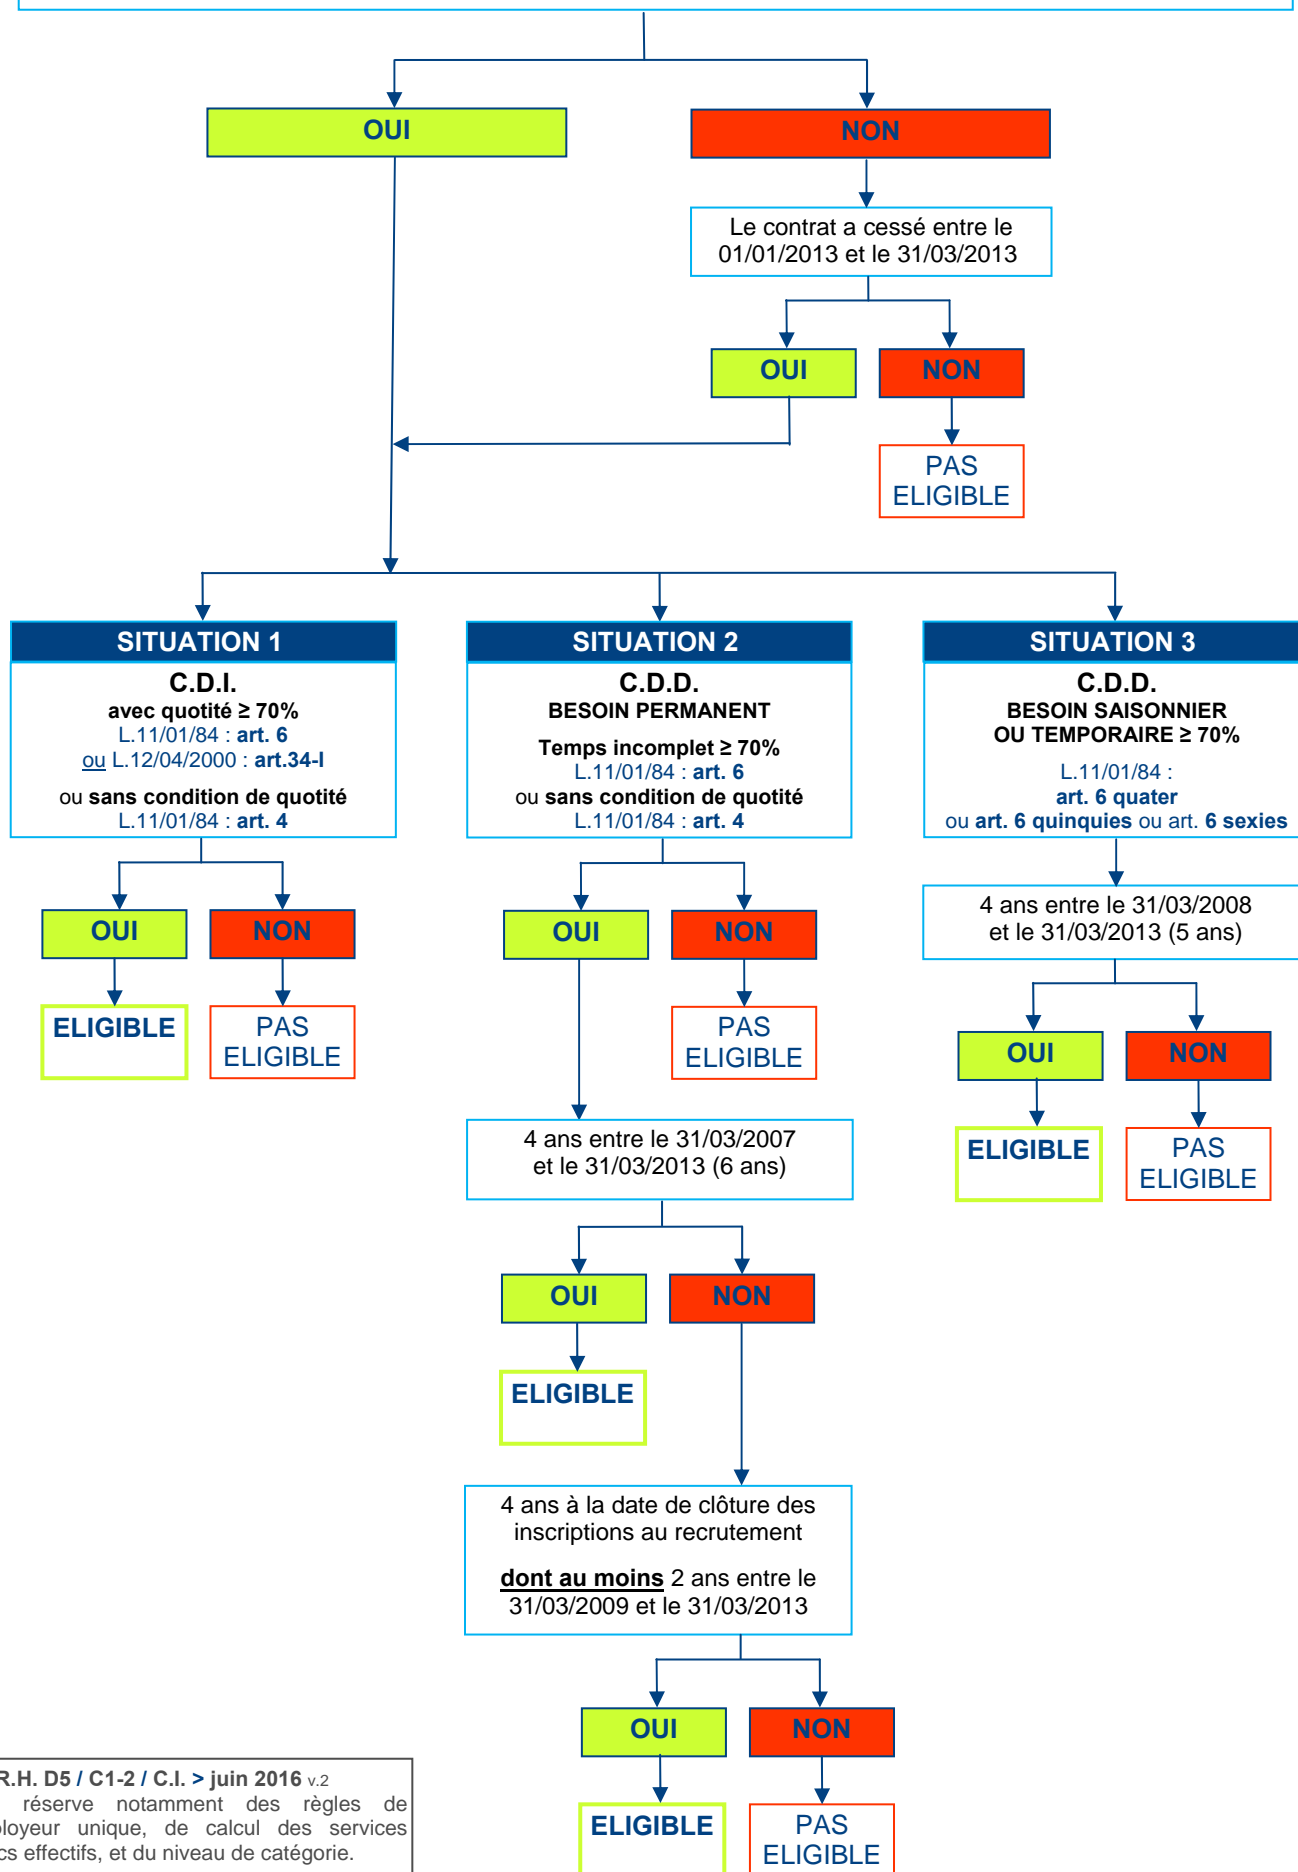 OUI
NON
Le contrat a cessé entre le
01/01/2013 et le 31/03/2013
OUI
NON
PAS
ELIGIBLE
SITUATION 1
C.D.I.
avec quotité ≥ 70%
L.11/01/84 : art. 6
ou L.12/04/2000 : art.34-I
ou sans condition de quotité
L.11/01/84 : art. 4
SITUATION 2
C.D.D.
BESOIN PERMANENT
Temps incomplet ≥ 70%
L.11/01/84 : art. 6
ou sans condition de quotité
L.11/01/84 : art. 4
SITUATION 3
C.D.D.
BESOIN SAISONNIER
OU TEMPORAIRE ≥ 70%
L.11/01/84 :
art. 6 quater
ou art. 6 quinquies ou art. 6 sexies
OUI
NON
ELIGIBLE
PAS
ELIGIBLE
OUI
NON
PAS
ELIGIBLE
4 ans entre le 31/03/2008
et le 31/03/2013 (5 ans)
OUI
NON
ELIGIBLE
PAS
ELIGIBLE
4 ans entre le 31/03/2007
et le 31/03/2013 (6 ans)
OUI
NON
ELIGIBLE
4 ans à la date de clôture des
inscriptions au recrutement
dont au moins 2 ans entre le
31/03/2009 et le 31/03/2013
OUI
NON
ELIGIBLE
PAS
ELIGIBLE
R.H. D5 / C1-2 / C.I. > juin 2016 v.2
réserve notamment des règles de
ployeur unique, de calcul des services
cs effectifs, et du niveau de catégorie.